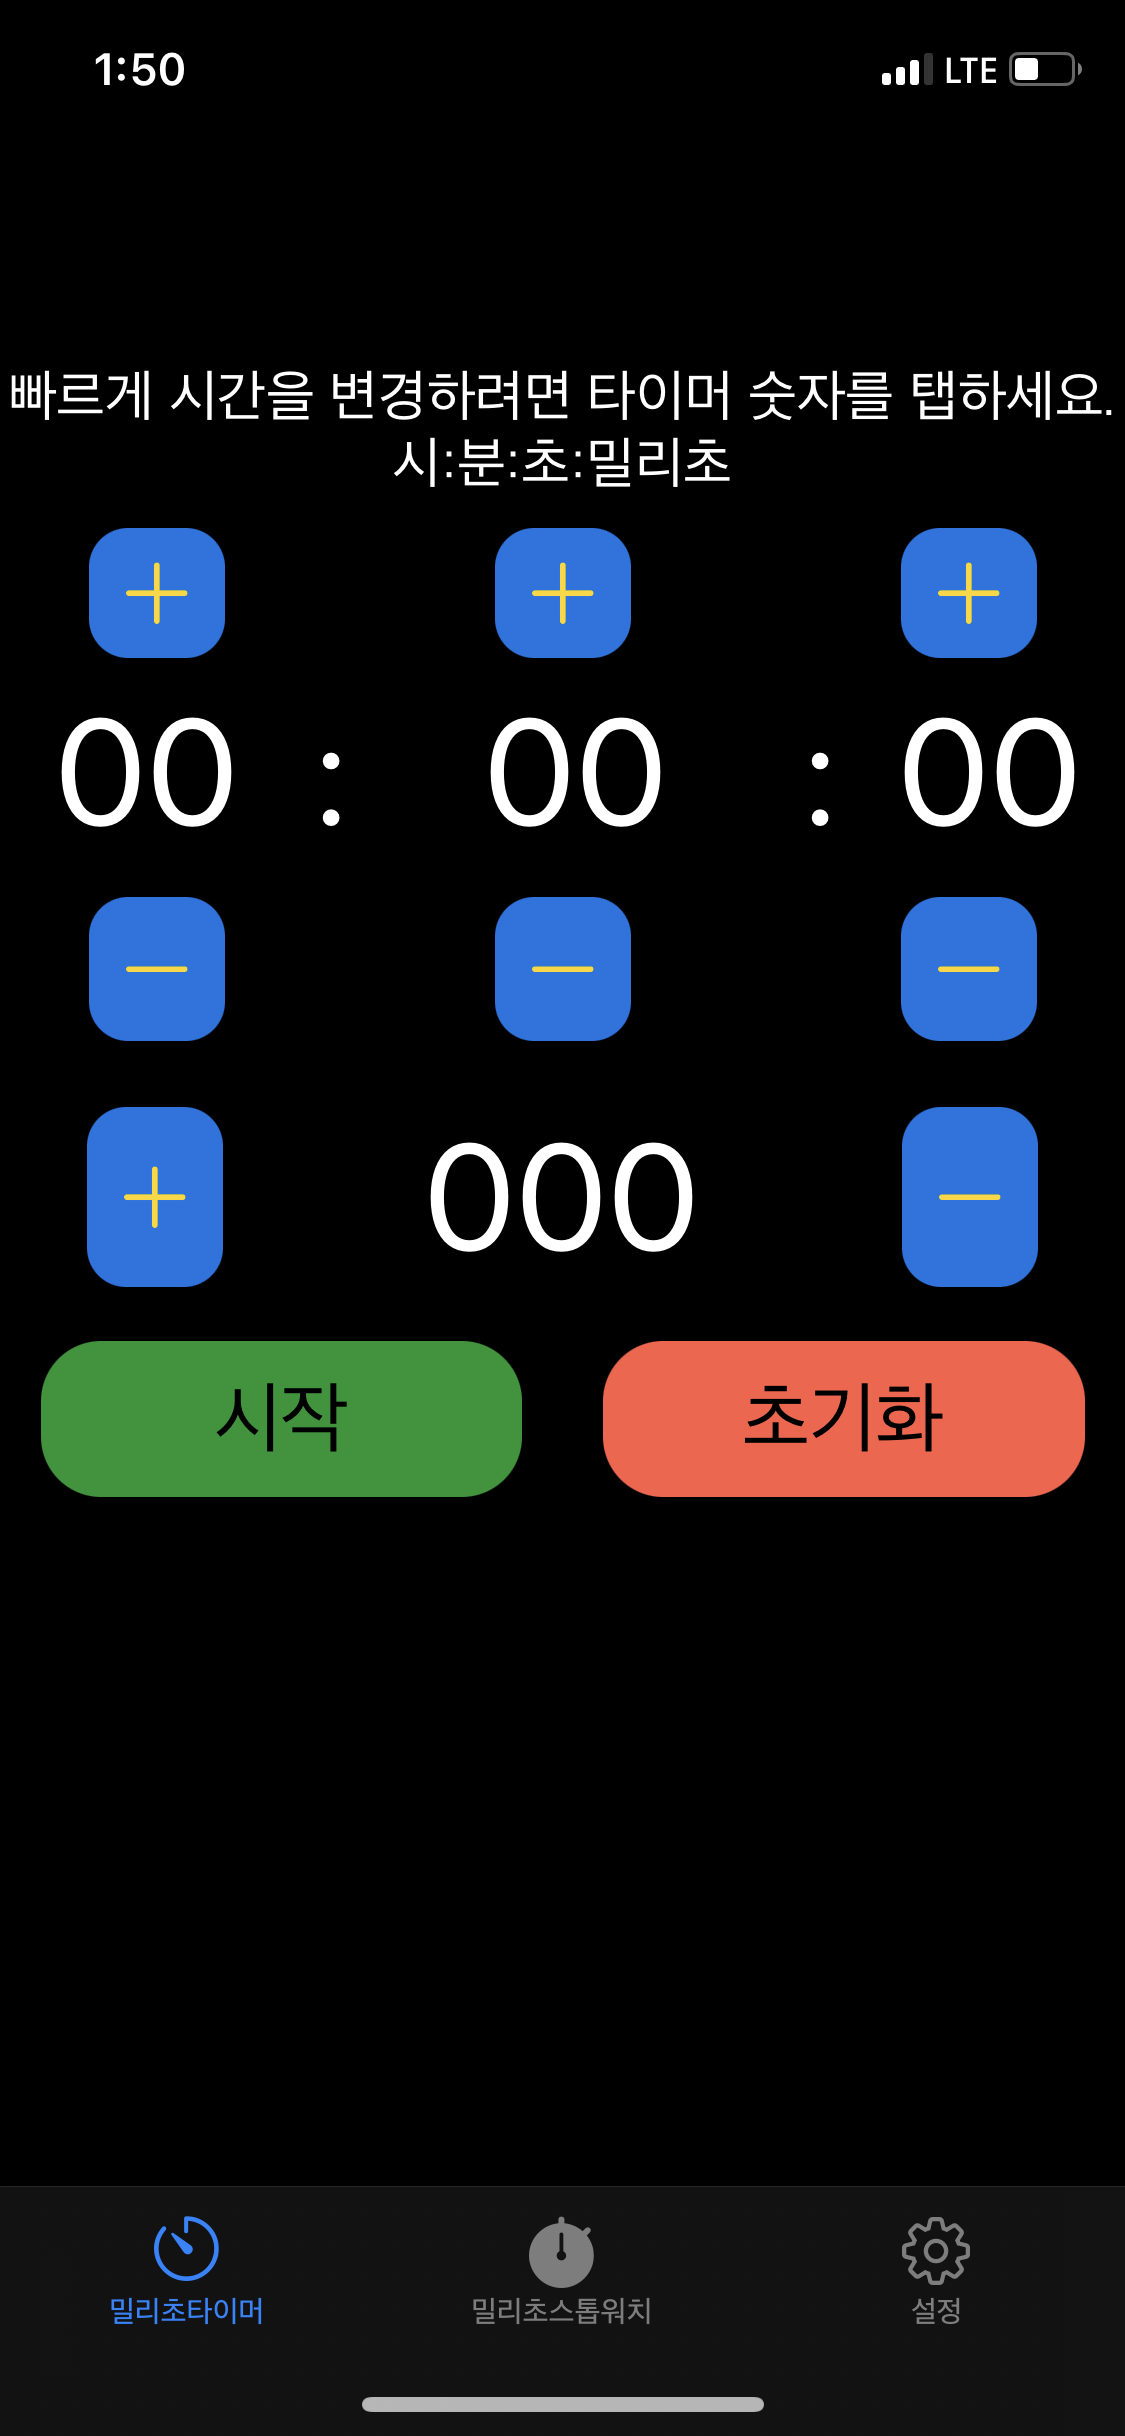 1:50 LTE
빠르게 시간을 변경하려면 타이머 숫자를 탭하세요.
시:분:초:밀리초
+ + +
00 : 00 : 00
— — —
+ 000 —
시작 초기화
밀리초타이머 밀리초스톱워치 설정